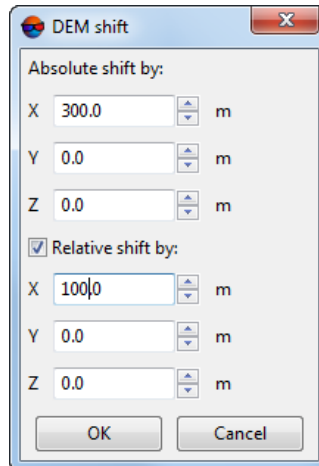 DEM shift
Absolute shift by:
X 300.0 m
Y 0.0 m
Z 0.0 m
Relative shift by:
X 100.0 m
Y 0.0 m
Z 0.0 m
OK Cancel